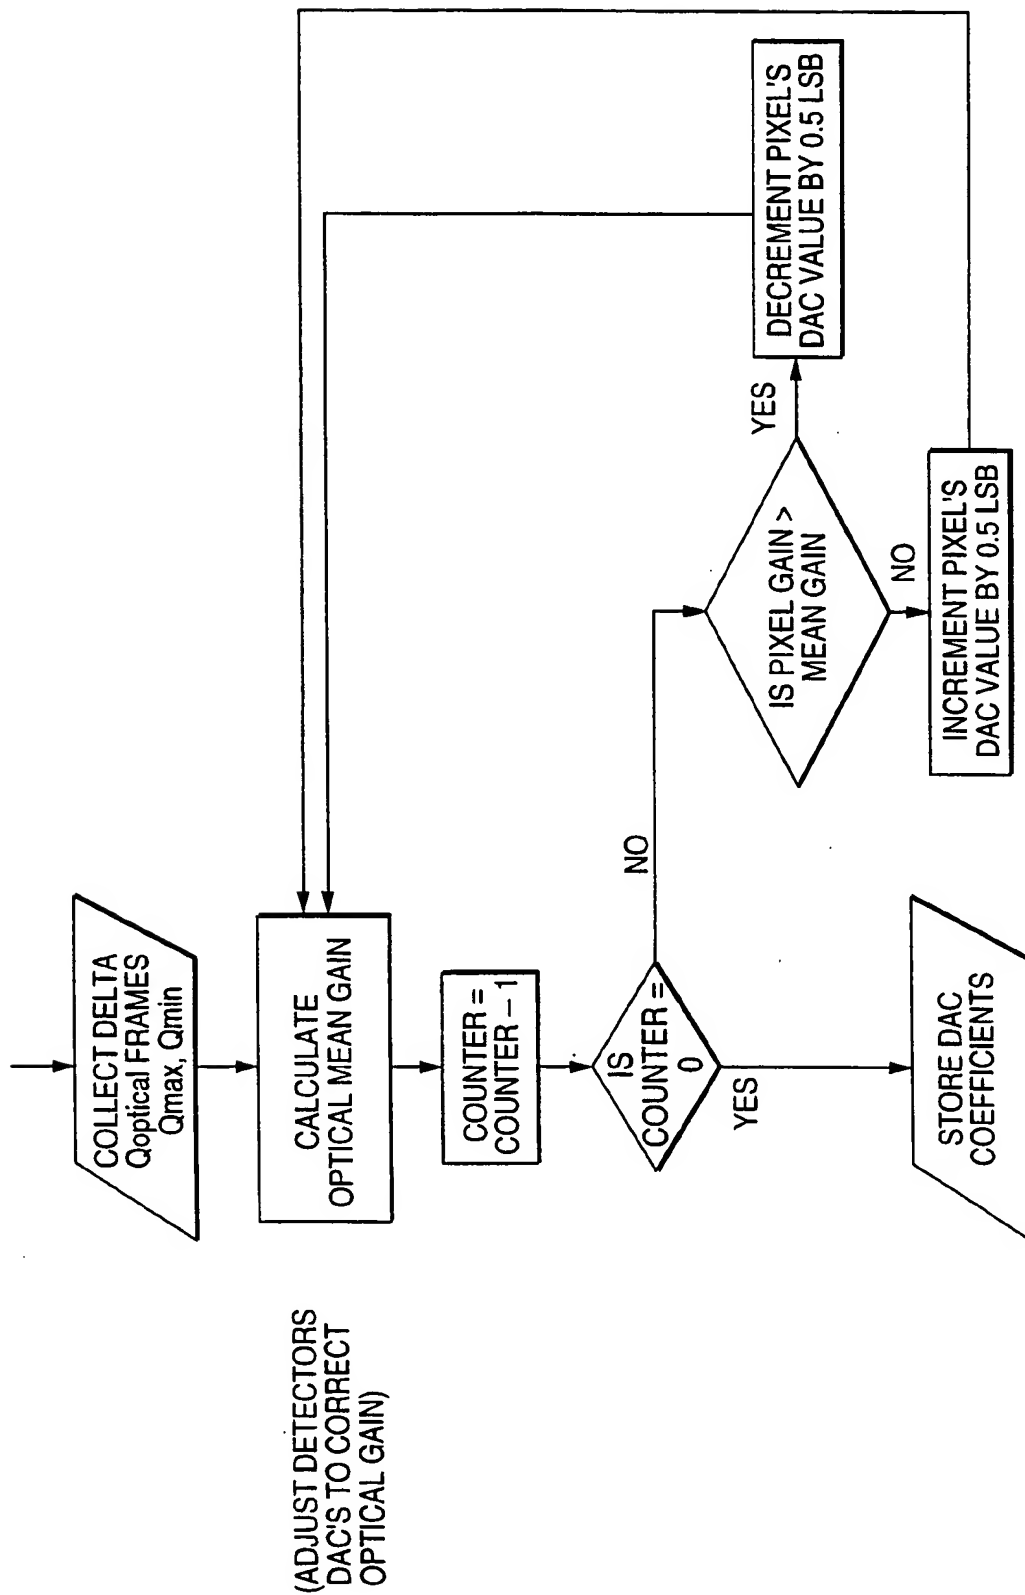 COLLECT DELTA
Qoptical FRAMES
Qmax, Qmin
(ADJUST DETECTORS
DAC'S TO CORRECT
OPTICAL GAIN)
CALCULATE
OPTICAL MEAN GAIN
COUNTER =
COUNTER – 1
IS
COUNTER =
0
NO
YES
IS PIXEL GAIN >
MEAN GAIN
YES
NO
DECREMENT PIXEL'S
DAC VALUE BY 0.5 LSB
INCREMENT PIXEL'S
DAC VALUE BY 0.5 LSB
STORE DAC
COEFFICIENTS